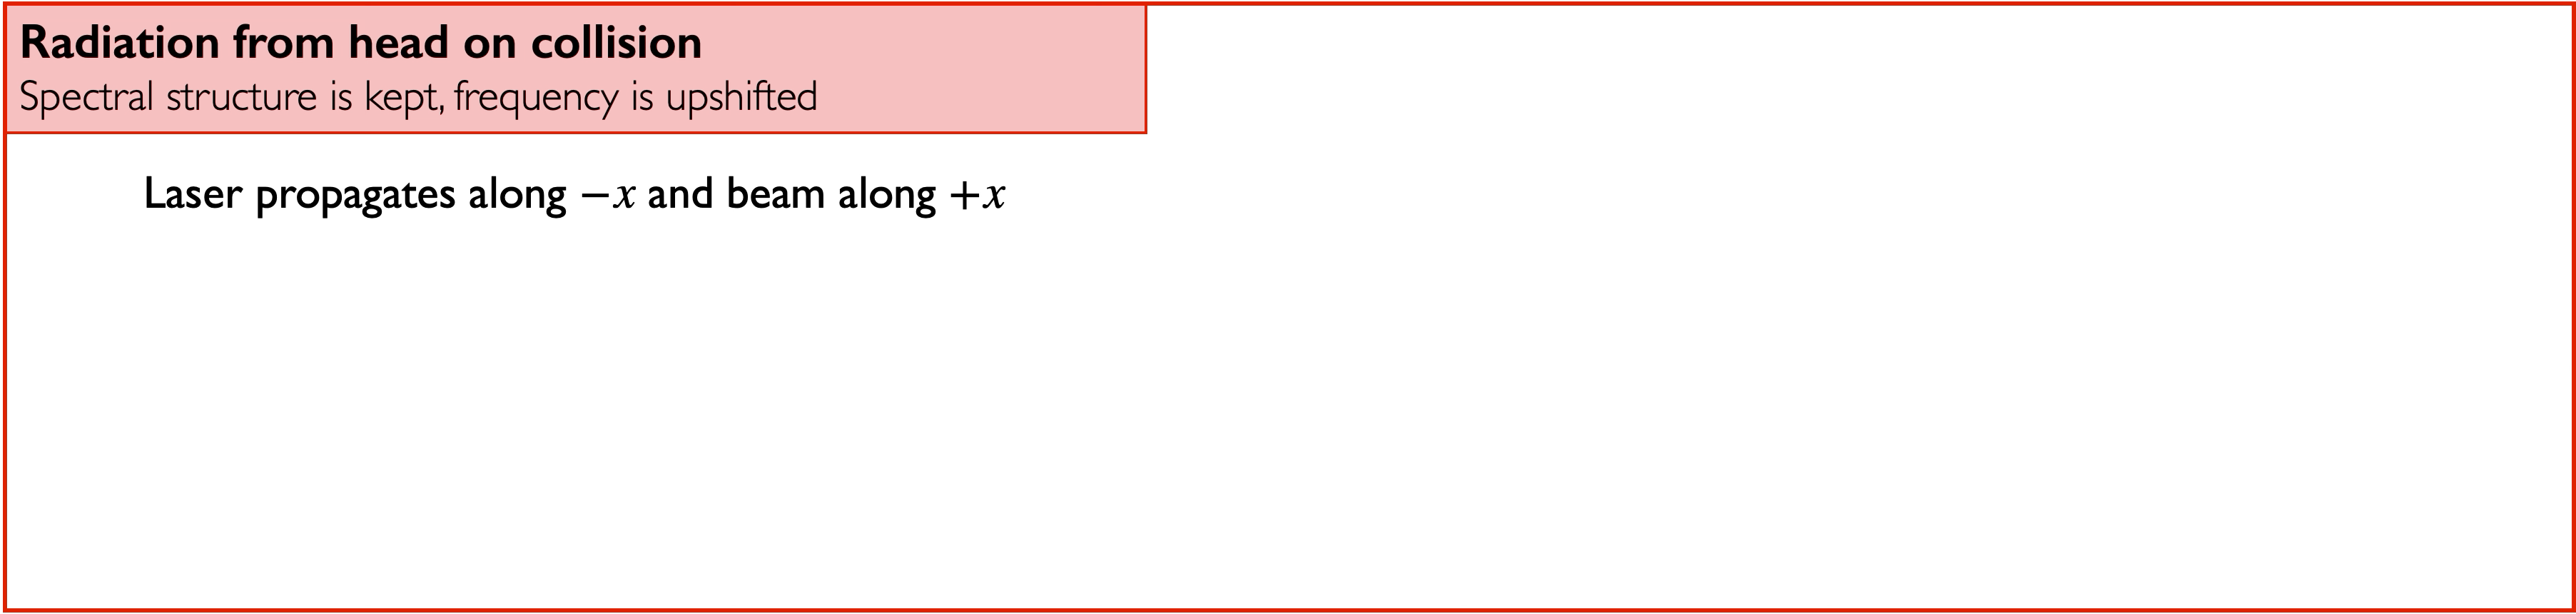 Radiation from head on collision
Spectral structure is kept, frequency is upshifted
Laser propagates along −x and beam along +x